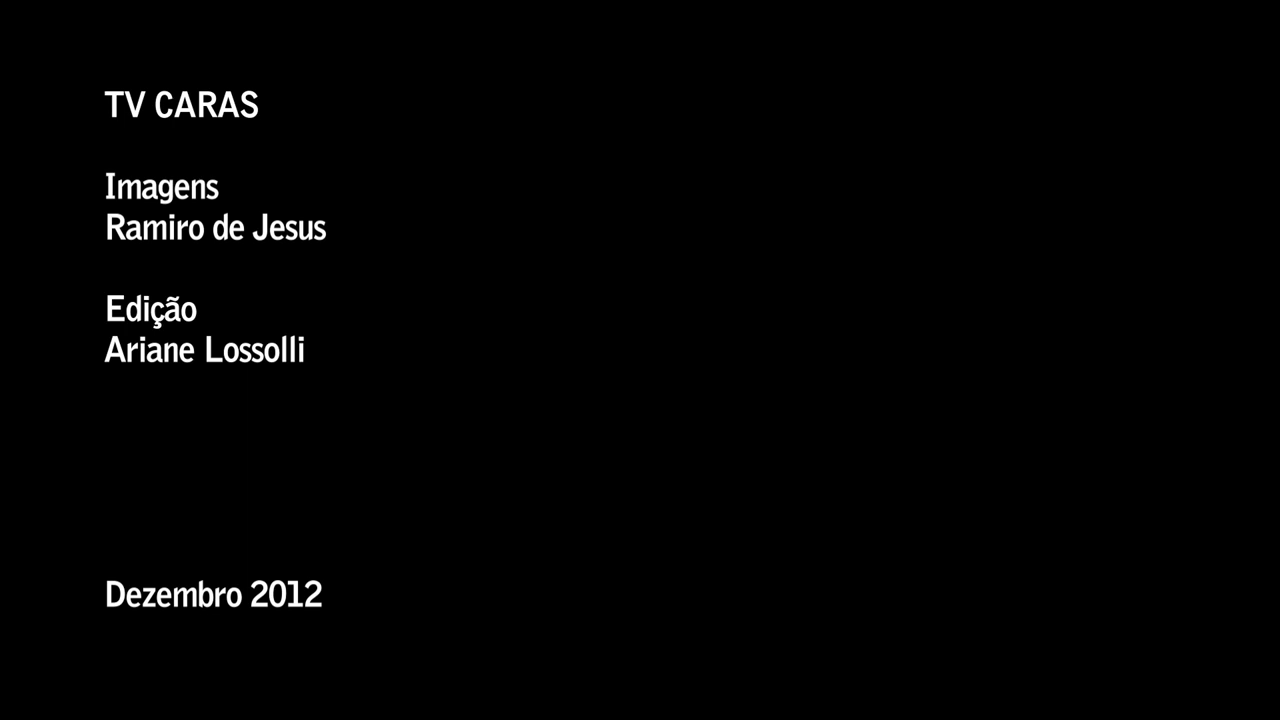 TV CARAS
Imagens
Ramiro de Jesus
Edição
Ariane Lossolli
Dezembro 2012